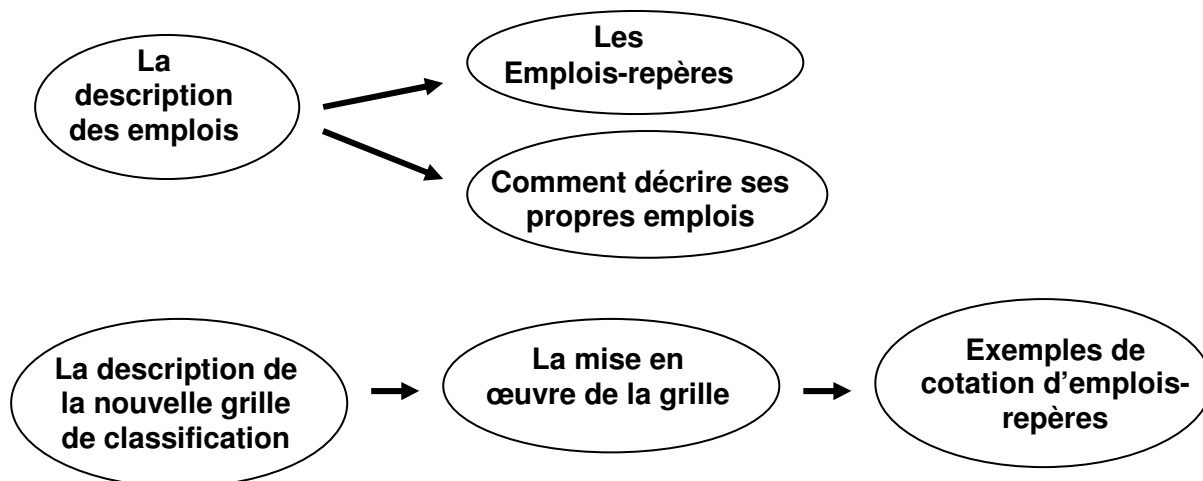 La
description
des emplois
Les
Emplois-repères
Comment décrire ses
propres emplois
La description de
la nouvelle grille
de classification
La mise en
œuvre de la grille
Exemples de
cotation d’emplois-
repères